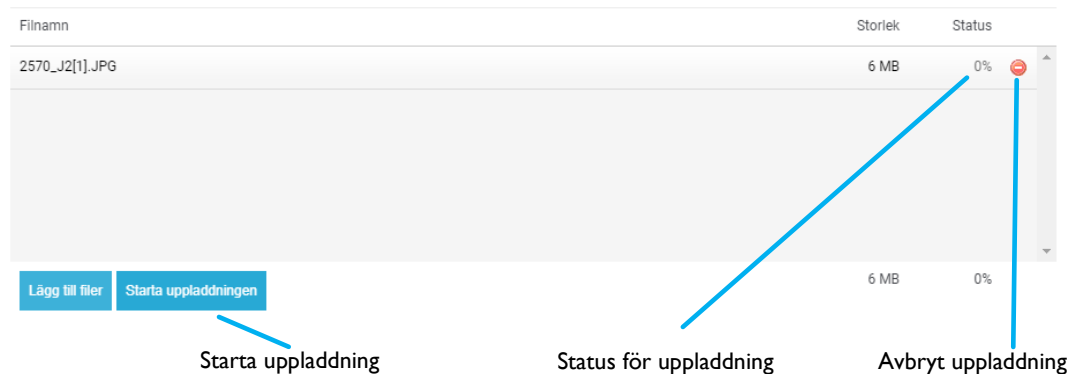 Filnamn Storlek Status
2570_J2[1].JPG 6 MB 0%
6 MB 0%
Lägg till filer Starta uppladdningen
Starta uppladdning Status för uppladdning Avbryt uppladdning